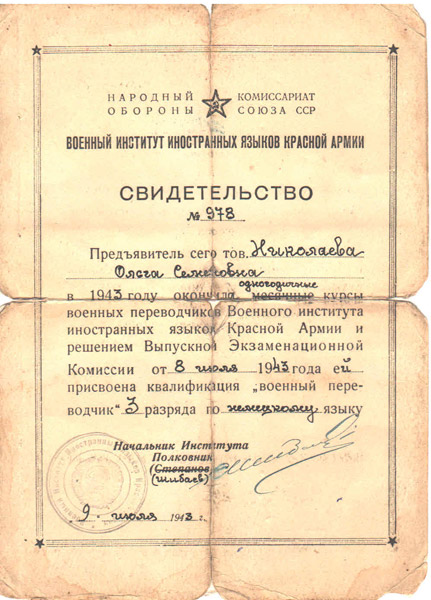 НАРОДНЫЙ КОМИССАРИАТ
ОБОРОНЫ СОЮЗА ССР
ВОЕННЫЙ ИНСТИТУТ ИНОСТРАННЫХ ЯЗЫКОВ КРАСНОЙ АРМИИ
СВИДЕТЕЛЬСТВО
№ 978
Предъявитель сего тов. Николаева
Ольга Семеновна
одногодичные
в 1943 году окончила месячные курсы
военных переводчиков Военного института
иностранных языков Красной Армии и
решением Выпускной Экзаменационной
Комиссии от 8 июля 1943 года ей
присвоена квалификация „военный пере-
водчик" 3 разряда по немецкому языку
Начальник Института
Полковник
(Степанов)
(Шибаев)
9. июля 1943 г.